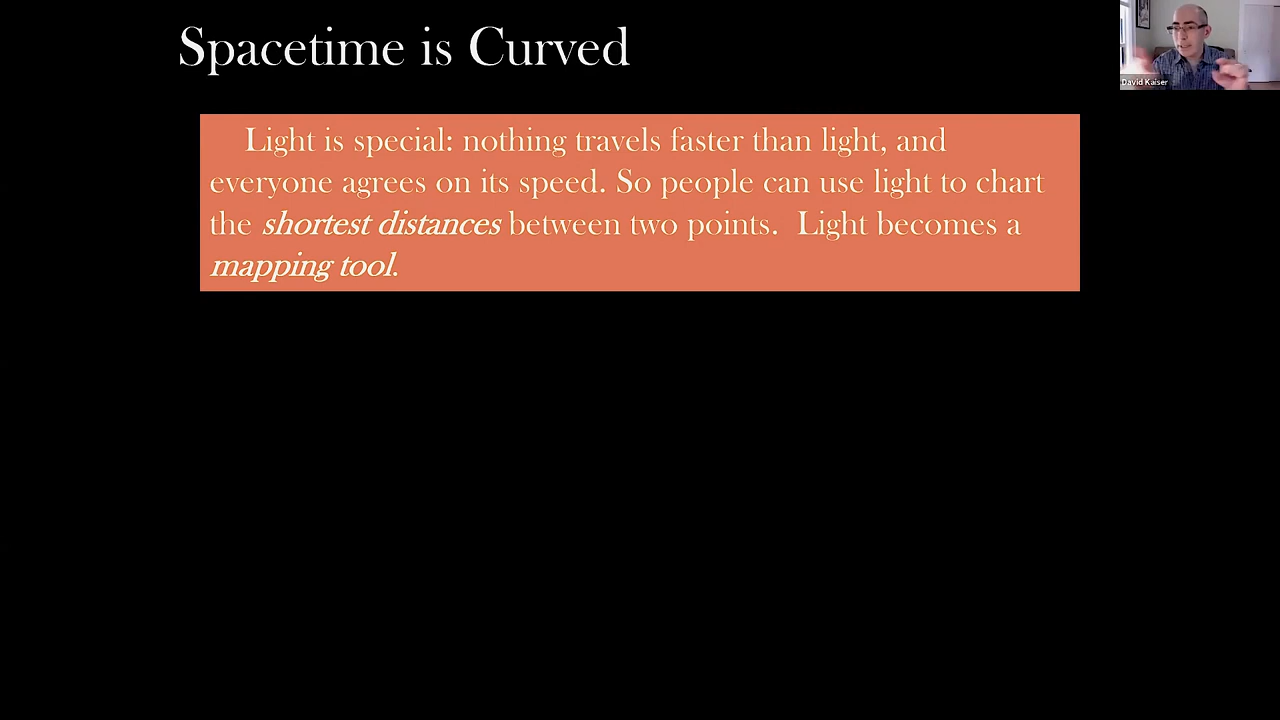 Spacetime is Curved
David Kaiser
Light is special: nothing travels faster than light, and
everyone agrees on its speed. So people can use light to chart
the shortest distances between two points. Light becomes a
mapping tool.